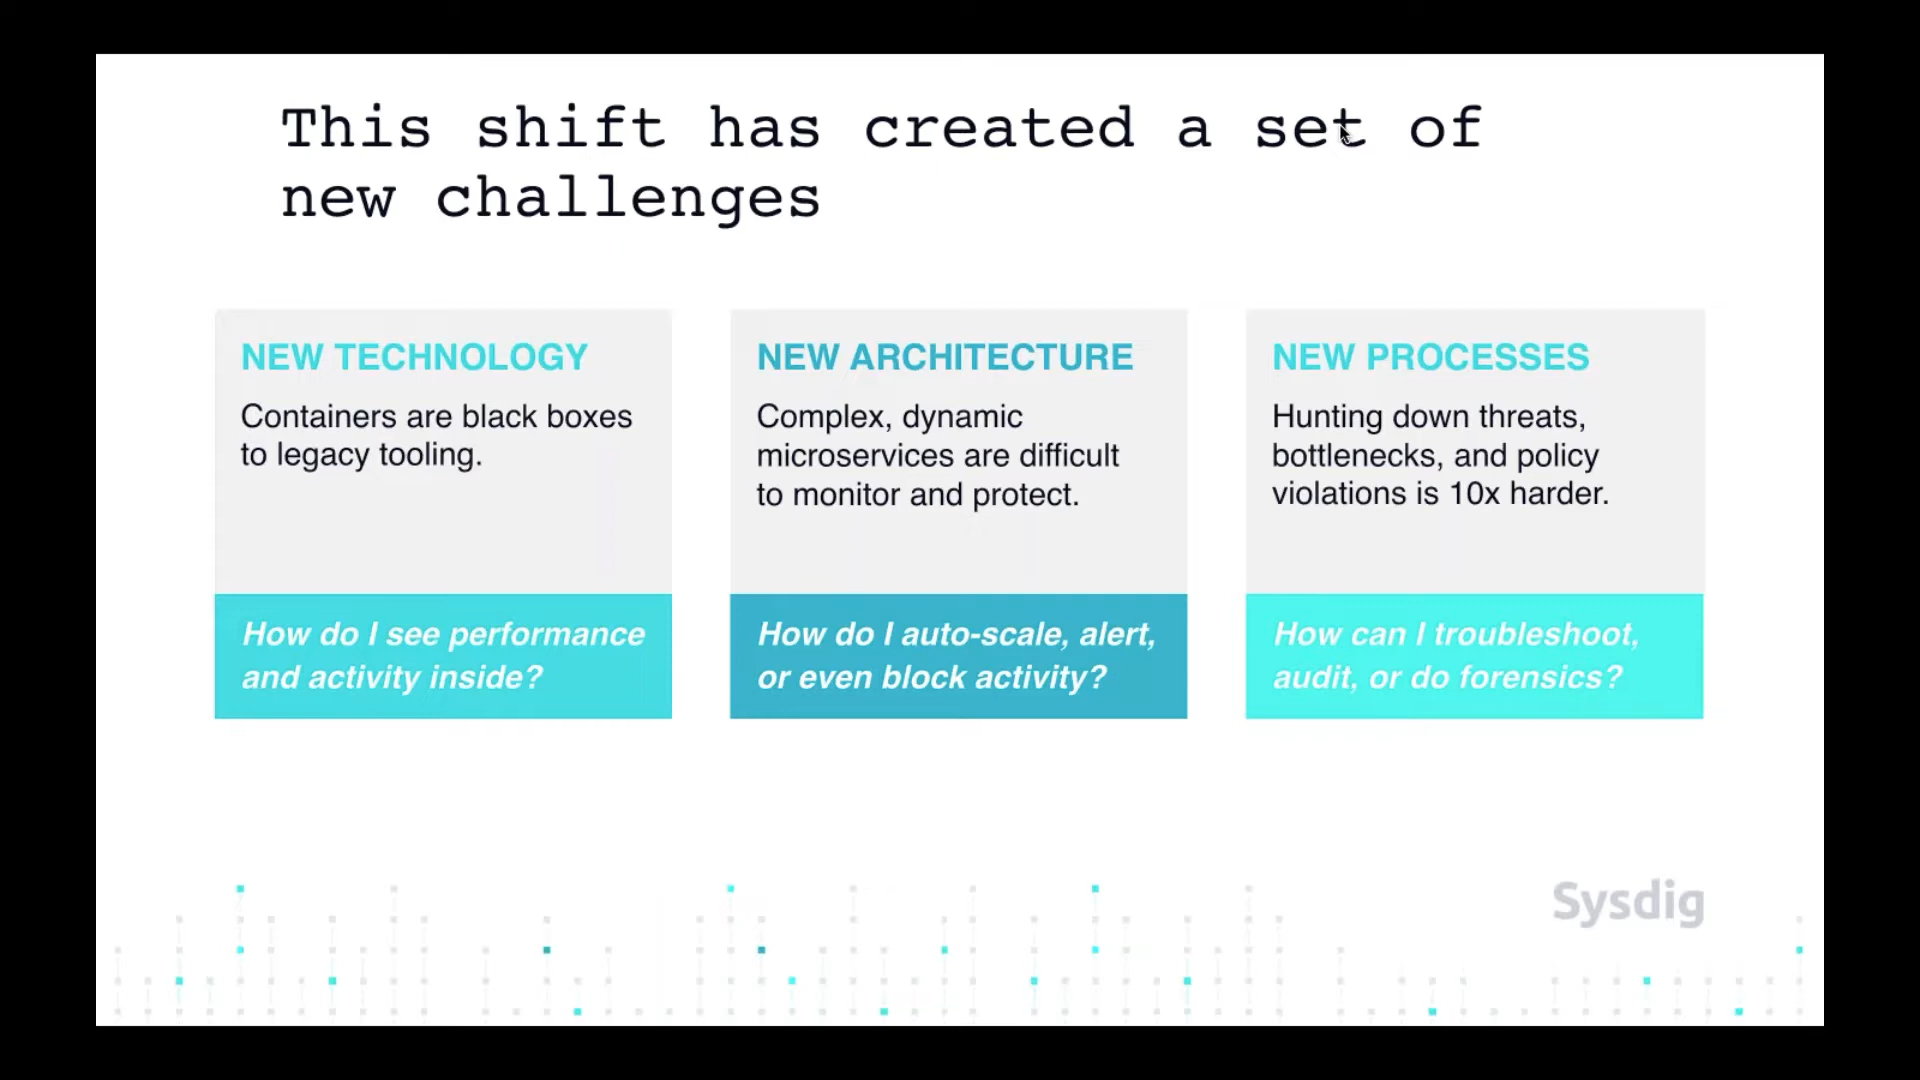 This shift has created a set of
new challenges
NEW TECHNOLOGY
Containers are black boxes
to legacy tooling.
How do I see performance
and activity inside?
NEW ARCHITECTURE
Complex, dynamic
microservices are difficult
to monitor and protect.
How do I auto-scale, alert,
or even block activity?
NEW PROCESSES
Hunting down threats,
bottlenecks, and policy
violations is 10x harder.
How can I troubleshoot,
audit, or do forensics?
Sysdig